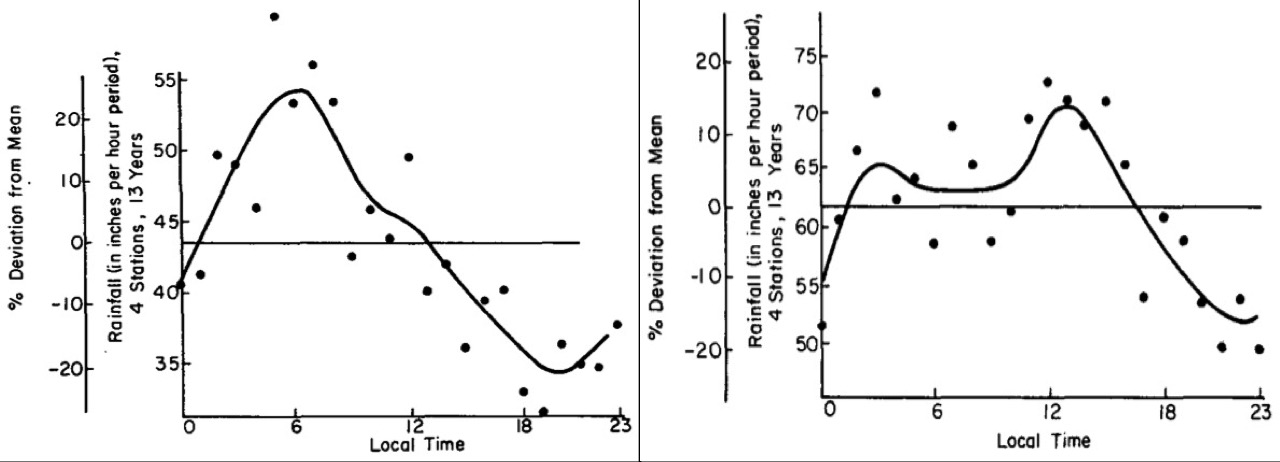 % Deviation from Mean
20
10
0
-10
-20
Rainfall (in inches per hour period),
4 Stations, 13 Years
55
50
45
40
35
0 6 12 18 23
Local Time
% Deviation from Mean
20
10
0
-10
-20
Rainfall (in inches per hour period),
4 Stations, 13 Years
75
70
65
60
55
50
0 6 12 18 23
Local Time